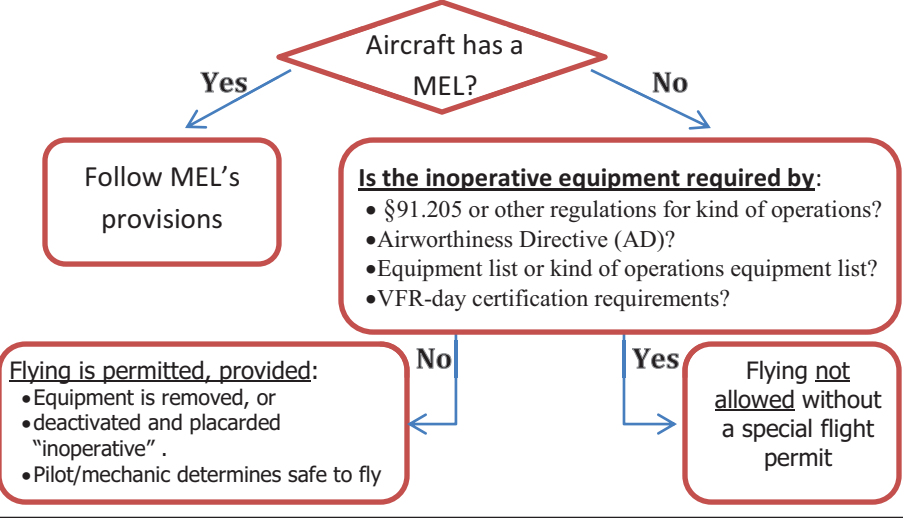 Aircraft has a
MEL?
Yes
No
Follow MEL’s
provisions
Is the inoperative equipment required by:
• §91.205 or other regulations for kind of operations?
•Airworthiness Directive (AD)?
•Equipment list or kind of operations equipment list?
•VFR-day certification requirements?
No
Yes
Flying is permitted, provided:
•Equipment is removed, or
•deactivated and placarded
“inoperative” .
•Pilot/mechanic determines safe to fly
Flying not
allowed without
a special flight
permit